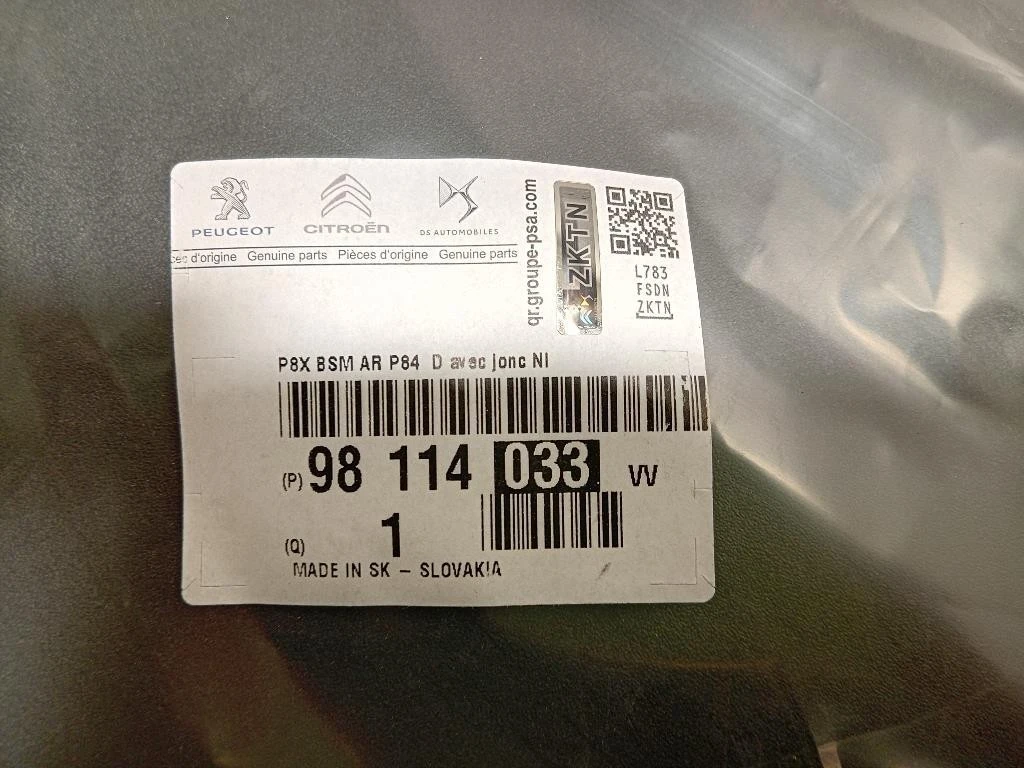 PEUGEOT CITROËN DS AUTOMOBILES
ces d'origine Genuine parts Pièces d'origine Genuine parts
qr.groupe-psa.com
ZKTN
L783
FSDN
ZKTN
P8X BSM AR P84 D avec jonc NI
(P) 98 114 033 VV
(Q) 1
MADE IN SK – SLOVAKIA